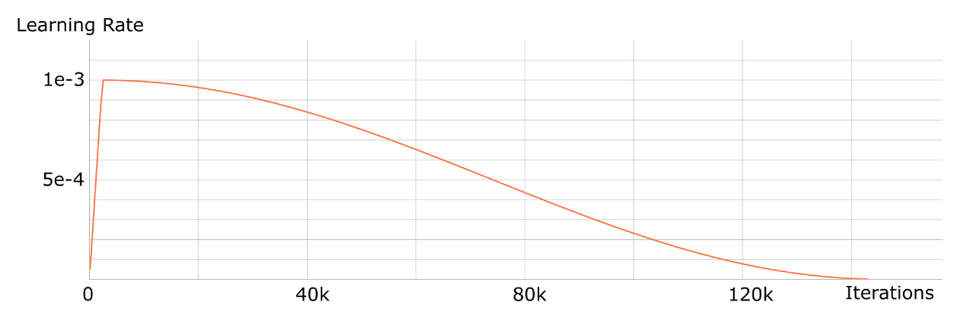 Learning Rate
1e-3
5e-4
0 40k 80k 120k Iterations